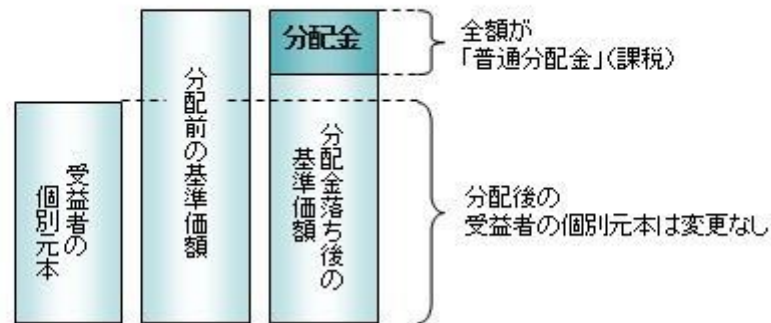 受益者の
個別元本
分配前の基準価額
分配金
分配金落ち後の
基準価額
全額が
「普通分配金」(課税)
分配後の
受益者の個別元本は変更なし